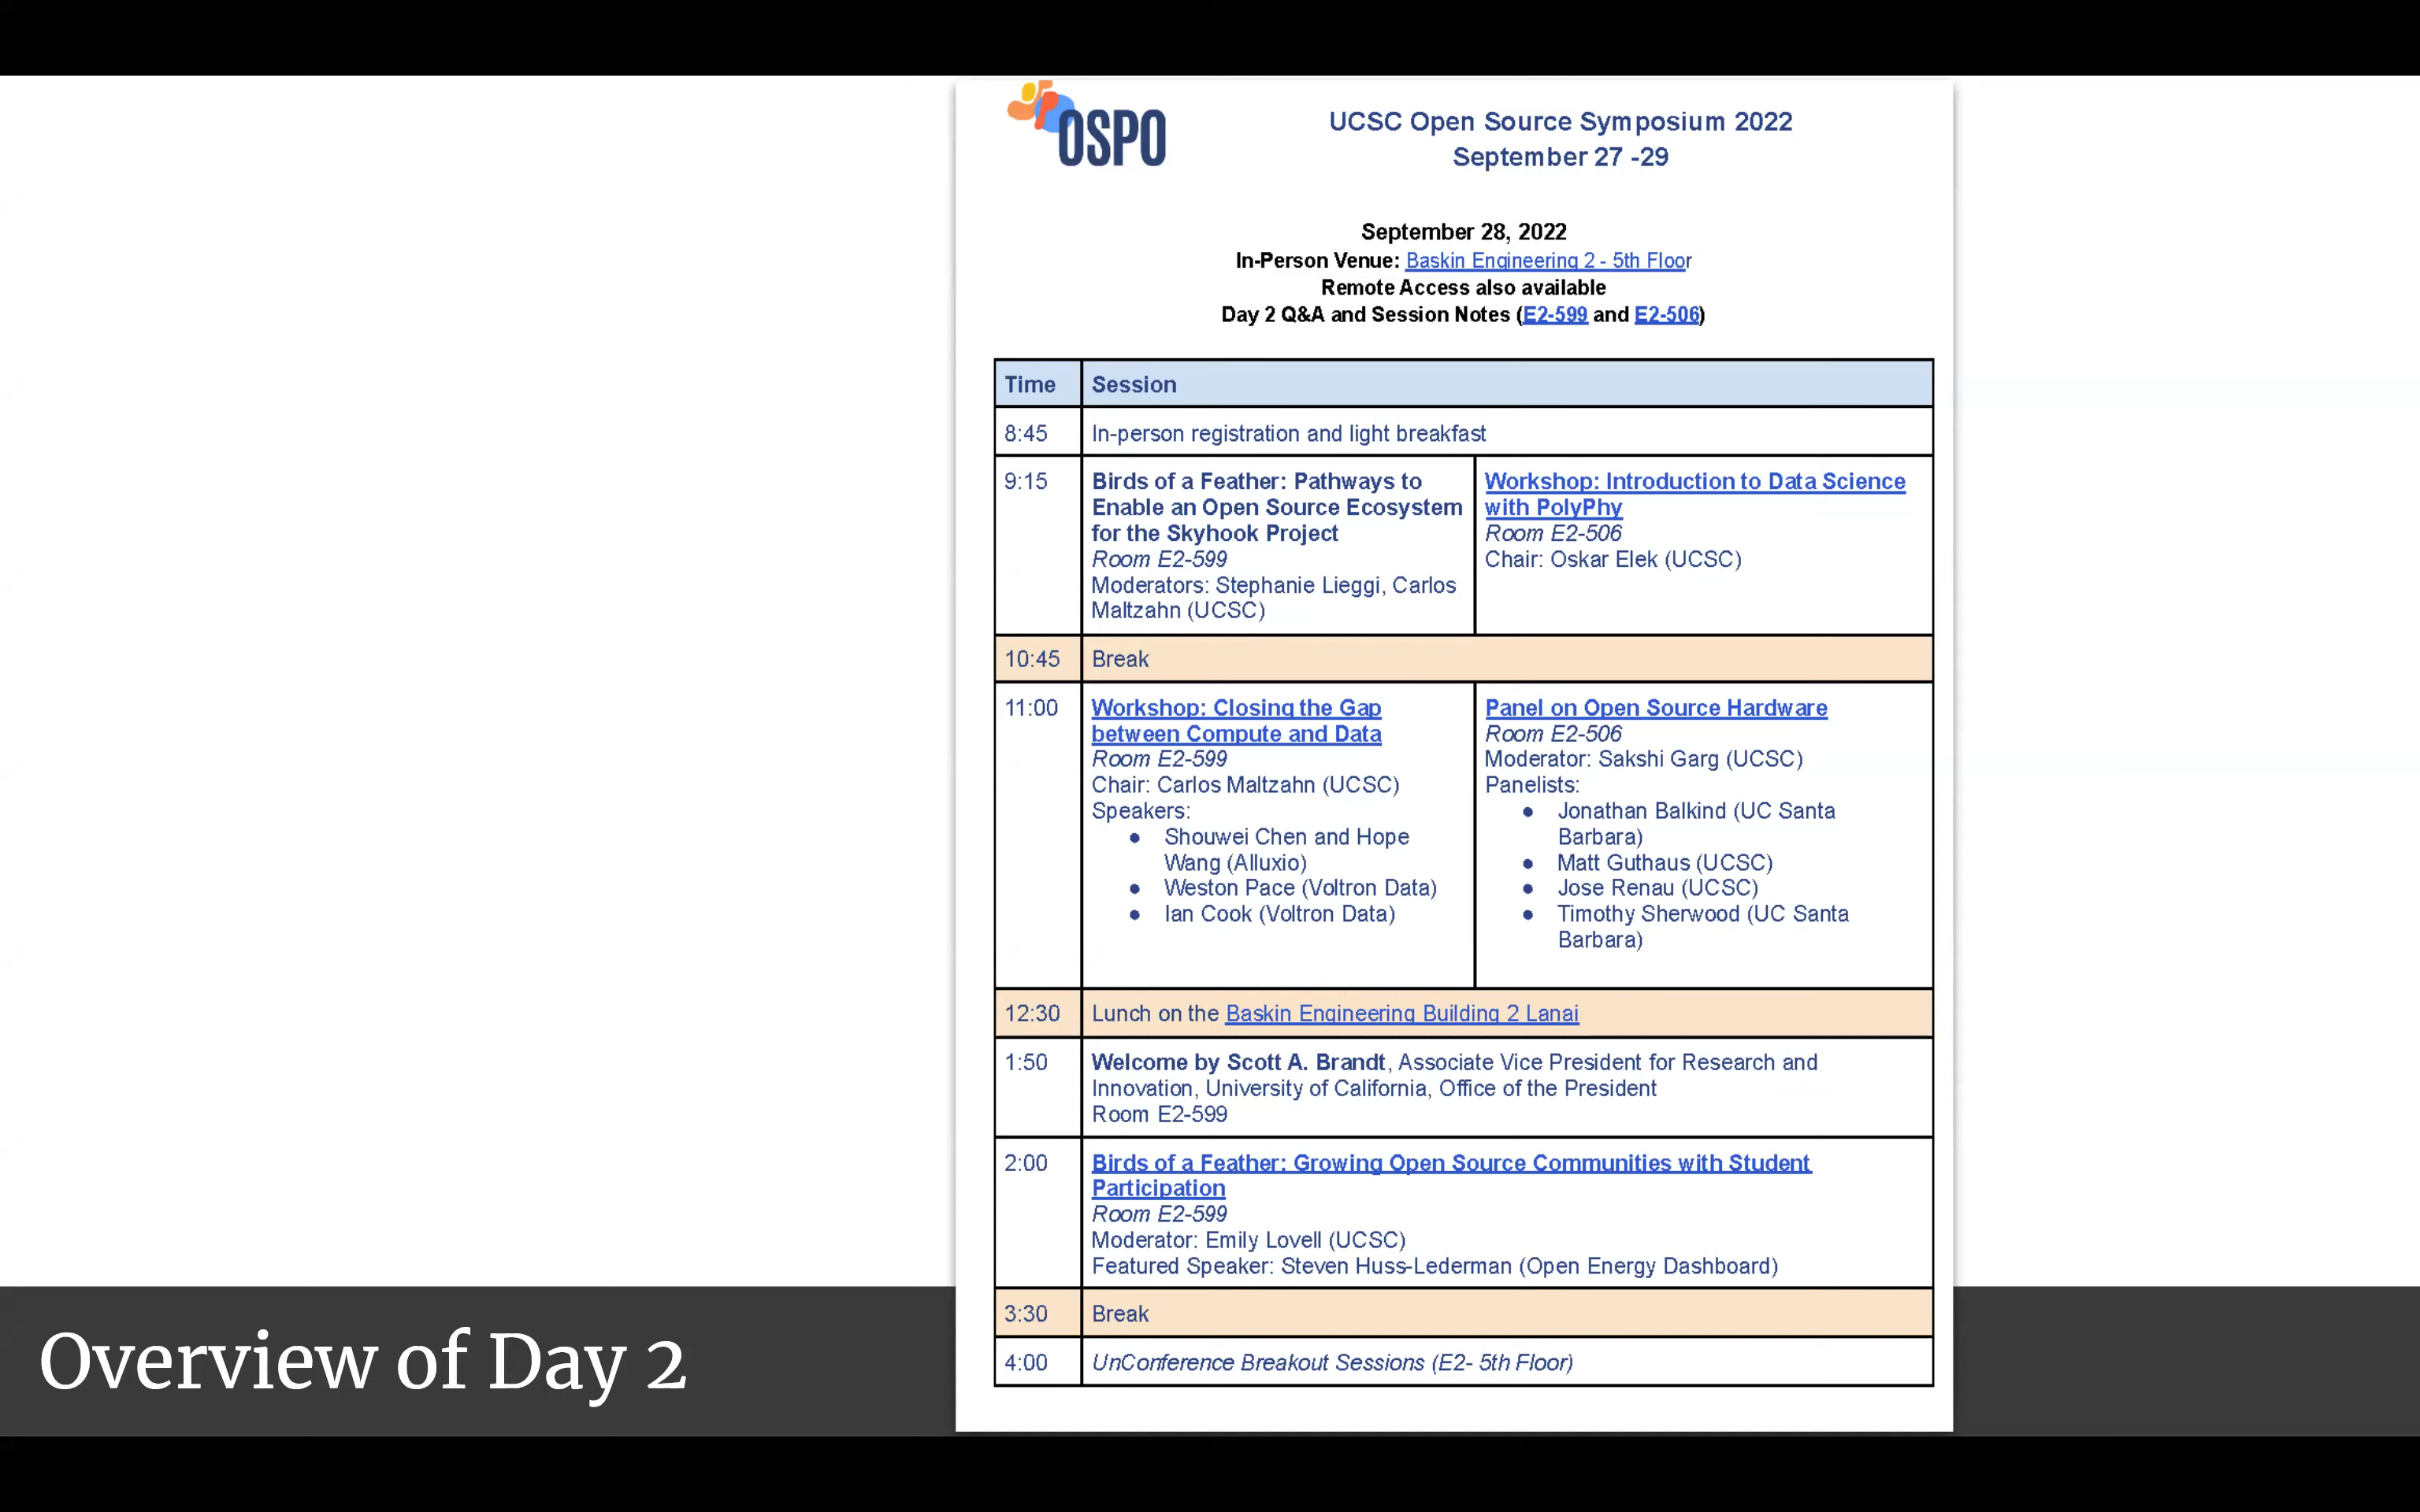 OSPO
UCSC Open Source Symposium 2022
September 27 -29
September 28, 2022
In-Person Venue: Baskin Engineering 2 - 5th Floor
Remote Access also available
Day 2 Q&A and Session Notes (E2-599 and E2-506)
Time
Session
8:45
In-person registration and light breakfast
9:15
Birds of a Feather: Pathways to
Enable an Open Source Ecosystem
for the Skyhook Project
Room E2-599
Moderators: Stephanie Lieggi, Carlos
Maltzahn (UCSC)
Workshop: Introduction to Data Science
with PolyPhy
Room E2-506
Chair: Oskar Elek (UCSC)
10:45
Break
11:00
Workshop: Closing the Gap
between Compute and Data
Room E2-599
Chair: Carlos Maltzahn (UCSC)
Speakers:
● Shouwei Chen and Hope
Wang (Alluxio)
● Weston Pace (Voltron Data)
● Ian Cook (Voltron Data)
Panel on Open Source Hardware
Room E2-506
Moderator: Sakshi Garg (UCSC)
Panelists:
● Jonathan Balkind (UC Santa
Barbara)
● Matt Guthaus (UCSC)
● Jose Renau (UCSC)
● Timothy Sherwood (UC Santa
Barbara)
12:30
Lunch on the Baskin Engineering Building 2 Lanai
1:50
Welcome by Scott A. Brandt, Associate Vice President for Research and
Innovation, University of California, Office of the President
Room E2-599
2:00
Birds of a Feather: Growing Open Source Communities with Student
Participation
Room E2-599
Moderator: Emily Lovell (UCSC)
Featured Speaker: Steven Huss-Lederman (Open Energy Dashboard)
3:30
Break
4:00
UnConference Breakout Sessions (E2- 5th Floor)
Overview of Day 2